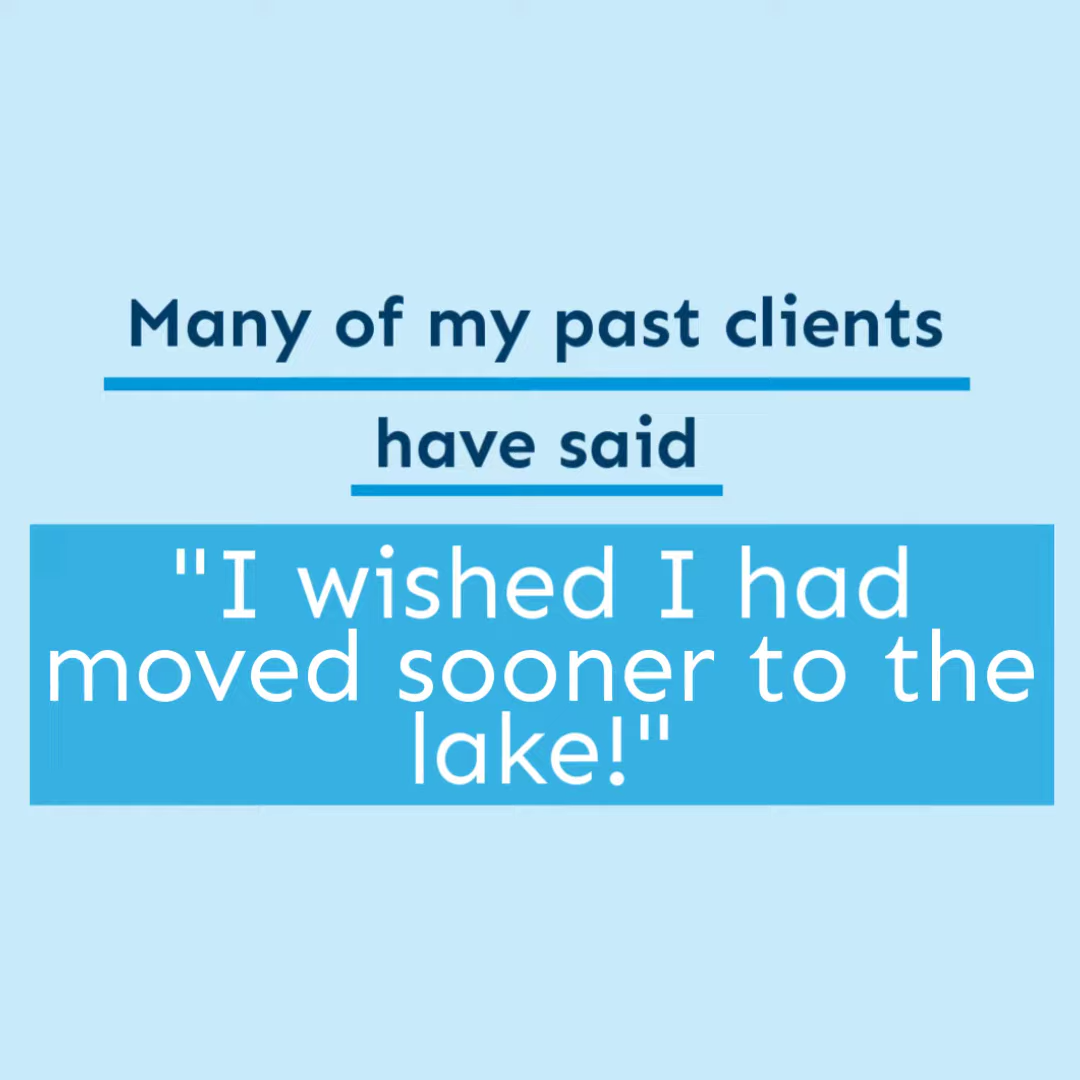 Many of my past clients
have said
"I wished I had
moved sooner to the
lake!"